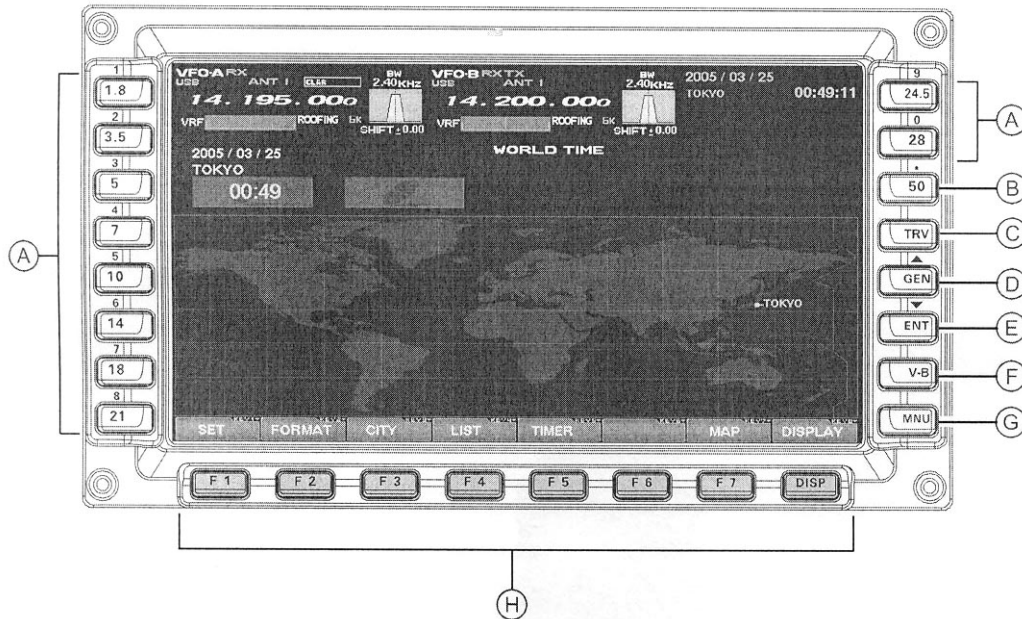 1
1.8
2
3.5
3
5
4
7
5
10
6
14
7
18
8
21
VFO-A RX
USB ANT 1 CLAR
14.195.000
VRF ROOFING 6K
BW
2.40KHz
SHIFT ±0.00
VFO-B RX TX
USB ANT 1
14.200.000
VRF ROOFING 6K
BW
2.40KHz
SHIFT ±0.00
2005 / 03 / 25
TOKYO 00:49:11
WORLD TIME
2005 / 03 / 25
TOKYO
00:49
TOKYO
SET FORMAT CITY LIST TIMER MAP DISPLAY
9
24.5
0
28
50
TRV
GEN
ENT
V-B
MNU
F 1 F 2 F 3 F 4 F 5 F 6 F 7 DISP
A
A
B
C
D
E
F
G
H